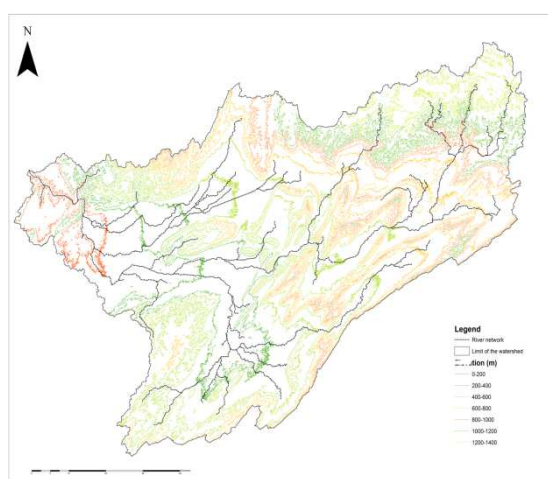 N
Legend
River network
Limit of the watershed
ation (m)
0-200
200-400
400-600
600-800
800-1000
1000-1200
1200-1400